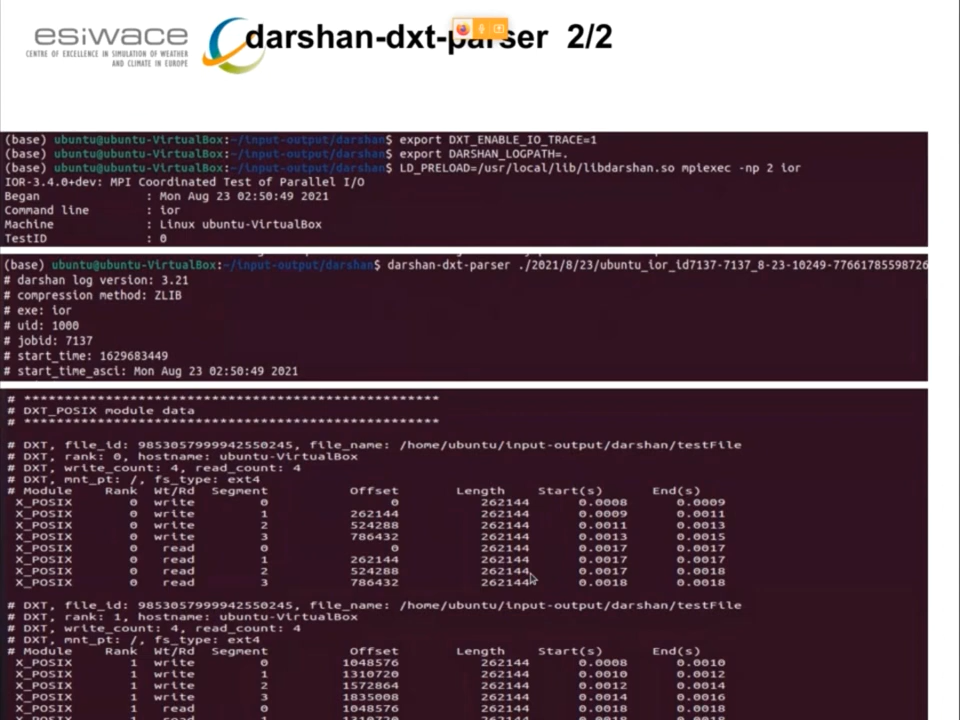 esiwace
CENTRE OF EXCELLENCE IN SIMULATION OF WEATHER
AND CLIMATE IN EUROPE
darshan-dxt-parser 2/2
(base) ubuntu@ubuntu-VirtualBox:~/input-output/darshan$ export DXT_ENABLE_IO_TRACE=1
(base) ubuntu@ubuntu-VirtualBox:~/input-output/darshan$ export DARSHAN_LOGPATH=.
(base) ubuntu@ubuntu-VirtualBox:~/input-output/darshan$ LD_PRELOAD=/usr/local/lib/libdarshan.so mpiexec -np 2 ior
IOR-3.4.0+dev: MPI Coordinated Test of Parallel I/O
Began : Mon Aug 23 02:50:49 2021
Command line : ior
Machine : Linux ubuntu-VirtualBox
TestID : 0
(base) ubuntu@ubuntu-VirtualBox:~/input-output/darshan$ darshan-dxt-parser ./2021/8/23/ubuntu_ior_id7137-7137_8-23-10249-77661785598726
# darshan log version: 3.21
# compression method: ZLIB
# exe: ior
# uid: 1000
# jobid: 7137
# start_time: 1629683449
# start_time_asci: Mon Aug 23 02:50:49 2021
# ***************************************************
# DXT_POSIX module data
# ***************************************************
# DXT, file_id: 9853057999942550245, file_name: /home/ubuntu/input-output/darshan/testFile
# DXT, rank: 0, hostname: ubuntu-VirtualBox
# DXT, write_count: 4, read_count: 4
# DXT, mnt_pt: /, fs_type: ext4
# Module Rank Wt/Rd Segment Offset Length Start(s) End(s)
X_POSIX 0 write 0 0 262144 0.0008 0.0009
X_POSIX 0 write 1 262144 262144 0.0009 0.0011
X_POSIX 0 write 2 524288 262144 0.0011 0.0013
X_POSIX 0 write 3 786432 262144 0.0013 0.0015
X_POSIX 0 read 0 0 262144 0.0017 0.0017
X_POSIX 0 read 1 262144 262144 0.0017 0.0017
X_POSIX 0 read 2 524288 262144 0.0017 0.0018
X_POSIX 0 read 3 786432 262144 0.0018 0.0018
# DXT, file_id: 9853057999942550245, file_name: /home/ubuntu/input-output/darshan/testFile
# DXT, rank: 1, hostname: ubuntu-VirtualBox
# DXT, write_count: 4, read_count: 4
# DXT, mnt_pt: /, fs_type: ext4
# Module Rank Wt/Rd Segment Offset Length Start(s) End(s)
X_POSIX 1 write 0 1048576 262144 0.0008 0.0010
X_POSIX 1 write 1 1310720 262144 0.0010 0.0012
X_POSIX 1 write 2 1572864 262144 0.0012 0.0014
X_POSIX 1 write 3 1835008 262144 0.0014 0.0016
X_POSIX 1 read 0 1048576 262144 0.0018 0.0018